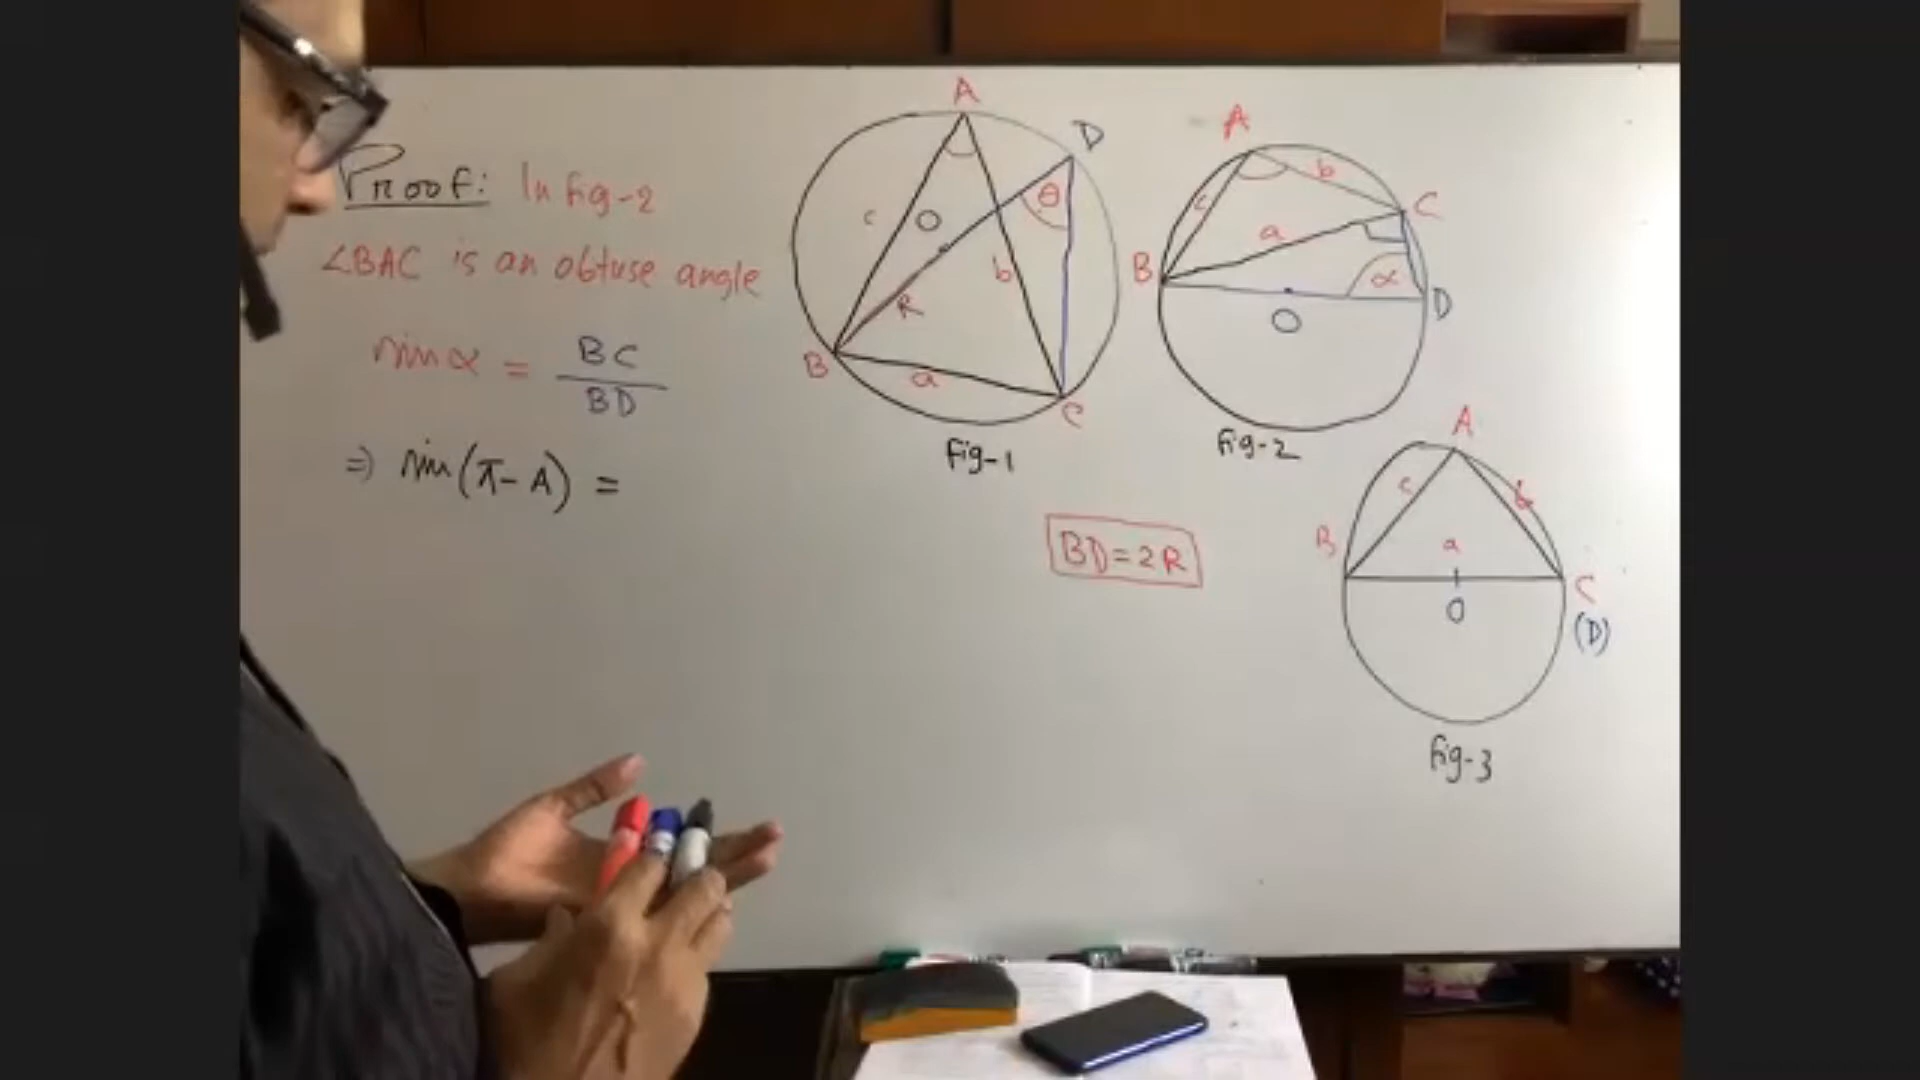 Proof: In fig-2
∠BAC is an obtuse angle
sin α = BC / BD
⇒ sin(π - A) =
A
D
θ
c
O
b
R
B
a
C
Fig-1
A
b
c
C
a
B
α
D
O
Fig-2
BD = 2R
A
c
b
B
a
C
O
(D)
Fig-3